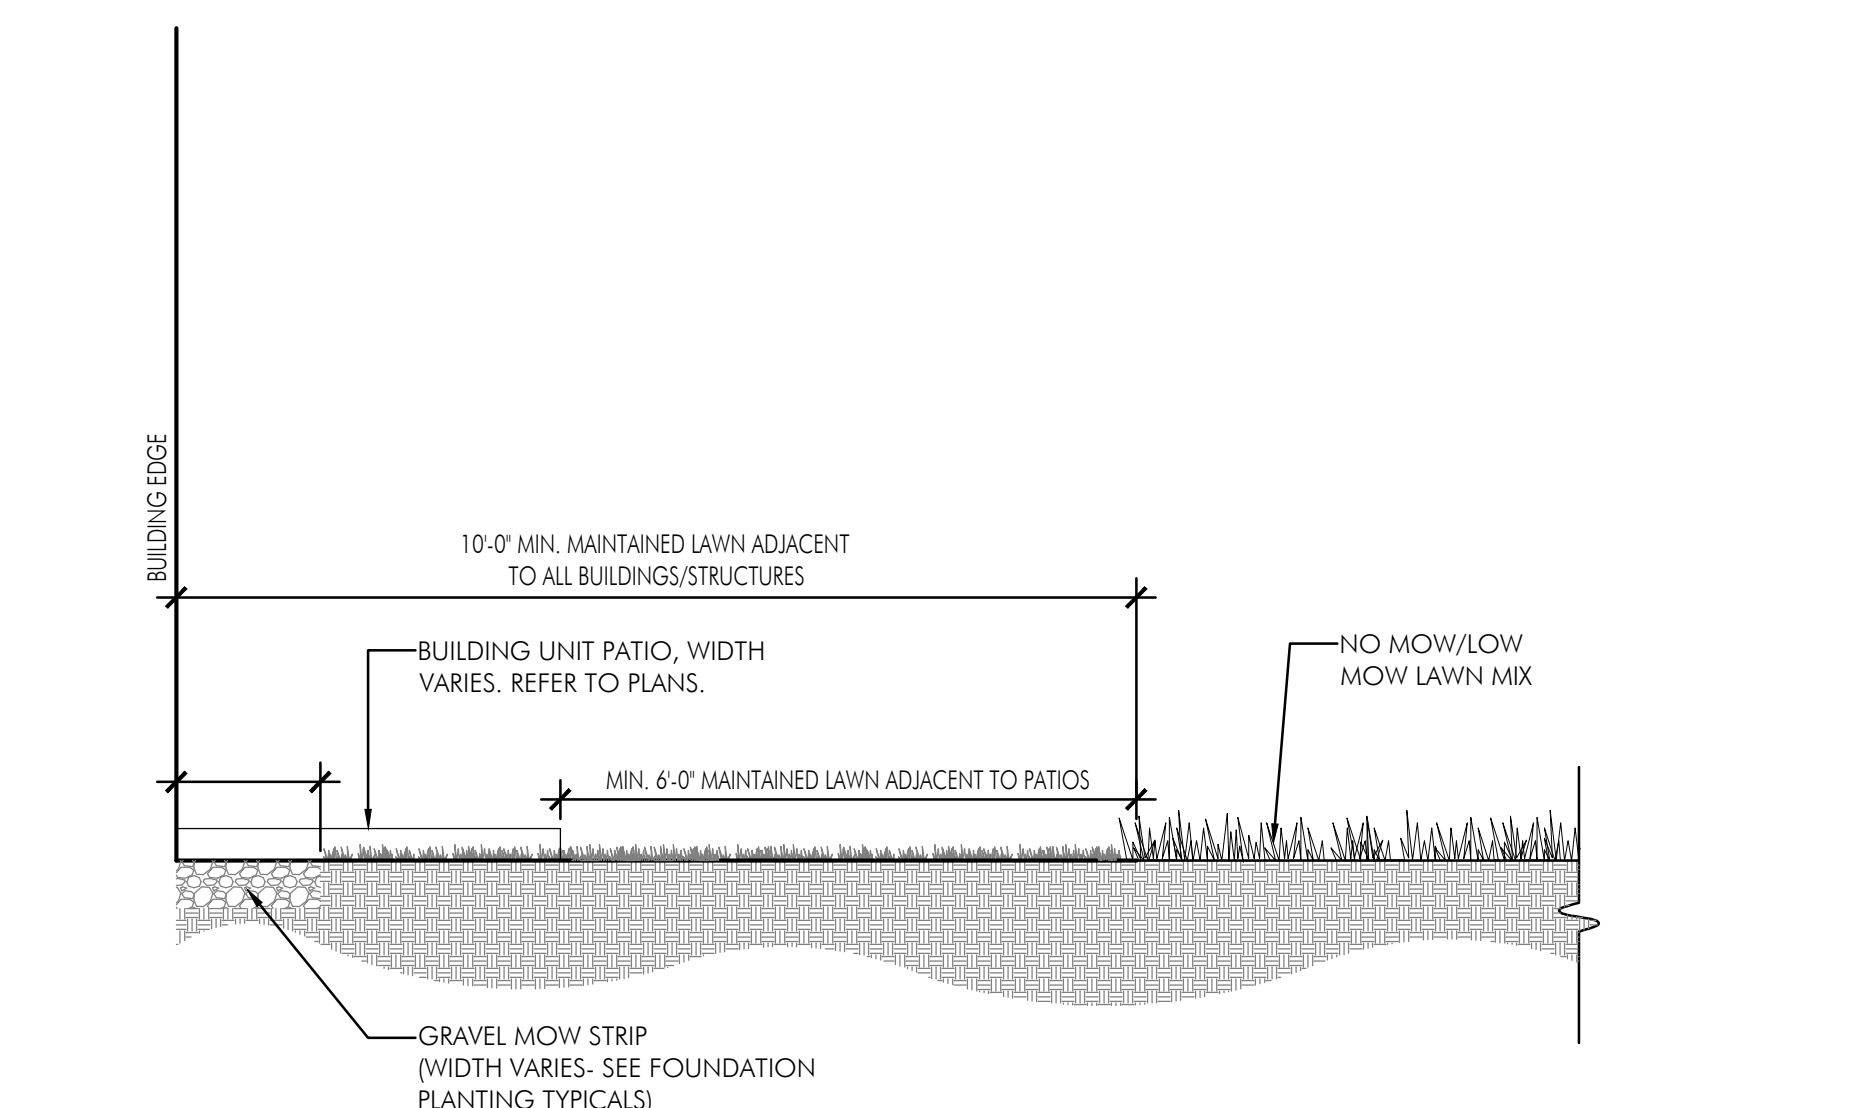 BUILDING EDGE
10'-0" MIN. MAINTAINED LAWN ADJACENT
TO ALL BUILDINGS/STRUCTURES
BUILDING UNIT PATIO, WIDTH
VARIES. REFER TO PLANS.
NO MOW/LOW
MOW LAWN MIX
MIN. 6'-0" MAINTAINED LAWN ADJACENT TO PATIOS
GRAVEL MOW STRIP
(WIDTH VARIES- SEE FOUNDATION
PLANTING TYPICALS)